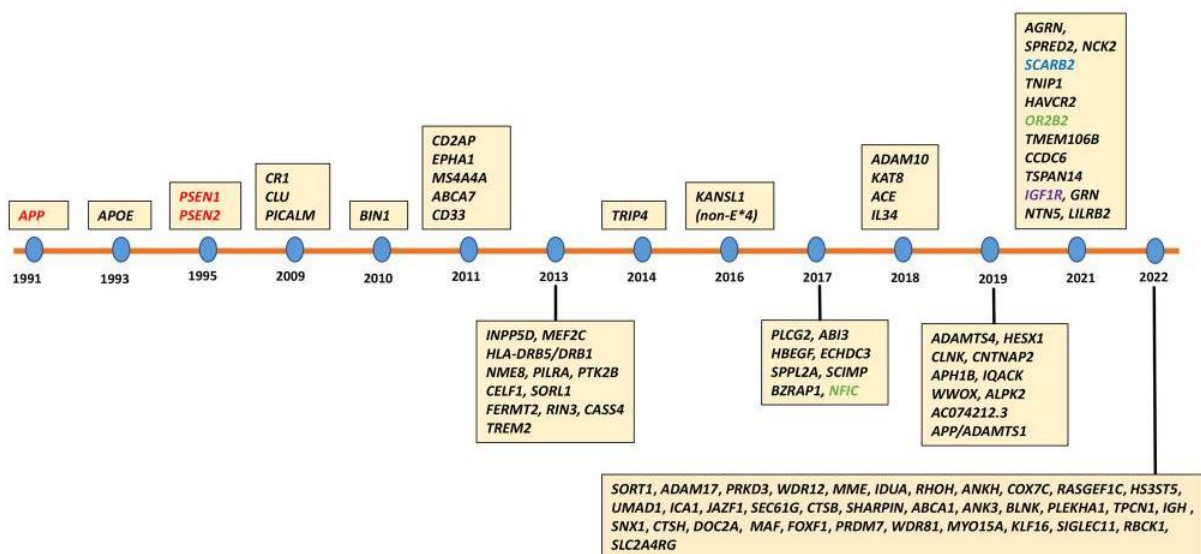 APP
APOE
PSEN1
PSEN2
CR1
CLU
PICALM
BIN1
CD2AP
EPHA1
MS4A4A
ABCA7
CD33
TRIP4
KANSL1
(non-E*4)
ADAM10
KAT8
ACE
IL34
AGRN,
SPRED2, NCK2
SCARB2
TNIP1
HAVCR2
OR2B2
TMEM106B
CCDC6
TSPAN14
IGF1R, GRN
NTN5, LILRB2
1991 1993 1995 2009 2010 2011 2013 2014 2016 2017 2018 2019 2021 2022
INPP5D, MEF2C
HLA-DRB5/DRB1
NME8, PILRA, PTK2B
CELF1, SORL1
FERMT2, RIN3, CASS4
TREM2
PLCG2, ABI3
HBEGF, ECHDC3
SPPL2A, SCIMP
BZRAP1, NFIC
ADAMTS4, HESX1
CLNK, CNTNAP2
APH1B, IQACK
WWOX, ALPK2
AC074212.3
APP/ADAMTS1
SORT1, ADAM17, PRKD3, WDR12, MME, IDUA, RHOH, ANKH, COX7C, RASGEF1C, HS3ST5,
UMAD1, ICA1, JAZF1, SEC61G, CTSB, SHARPIN, ABCA1, ANK3, BLNK, PLEKHA1, TPCN1, IGH ,
SNX1, CTSH, DOC2A, MAF, FOXF1, PRDM7, WDR81, MYO15A, KLF16, SIGLEC11, RBCK1,
SLC2A4RG